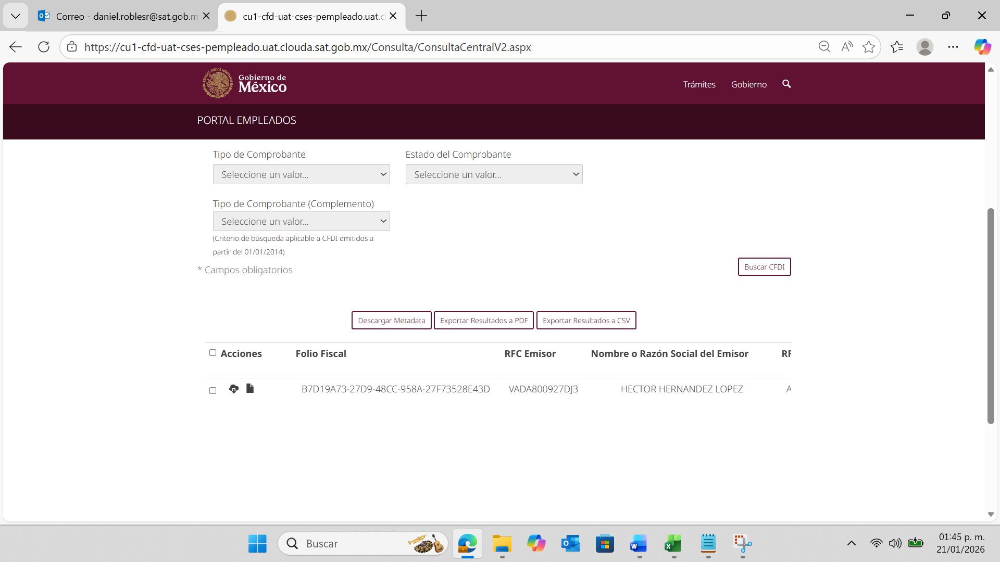 Correo - daniel.roblesr@sat.gob.m
cu1-cfd-uat-cses-pempleado.uat.cl
https://cu1-cfd-uat-cses-pempleado.uat.clouda.sat.gob.mx/Consulta/ConsultaCentralV2.aspx
Gobierno de
México
Trámites Gobierno
PORTAL EMPLEADOS
Tipo de Comprobante Estado del Comprobante
Seleccione un valor... Seleccione un valor...
Tipo de Comprobante (Complemento)
Seleccione un valor...
(Criterio de búsqueda aplicable a CFDI emitidos a
partir del 01/01/2014)
* Campos obligatorios
Buscar CFDI
Descargar Metadata Exportar Resultados a PDF Exportar Resultados a CSV
Acciones Folio Fiscal RFC Emisor Nombre o Razón Social del Emisor RF
B7D19A73-27D9-48CC-958A-27F73528E43D VADA800927DJ3 HECTOR HERNANDEZ LOPEZ A
Buscar
01:45 p. m.
21/01/2026